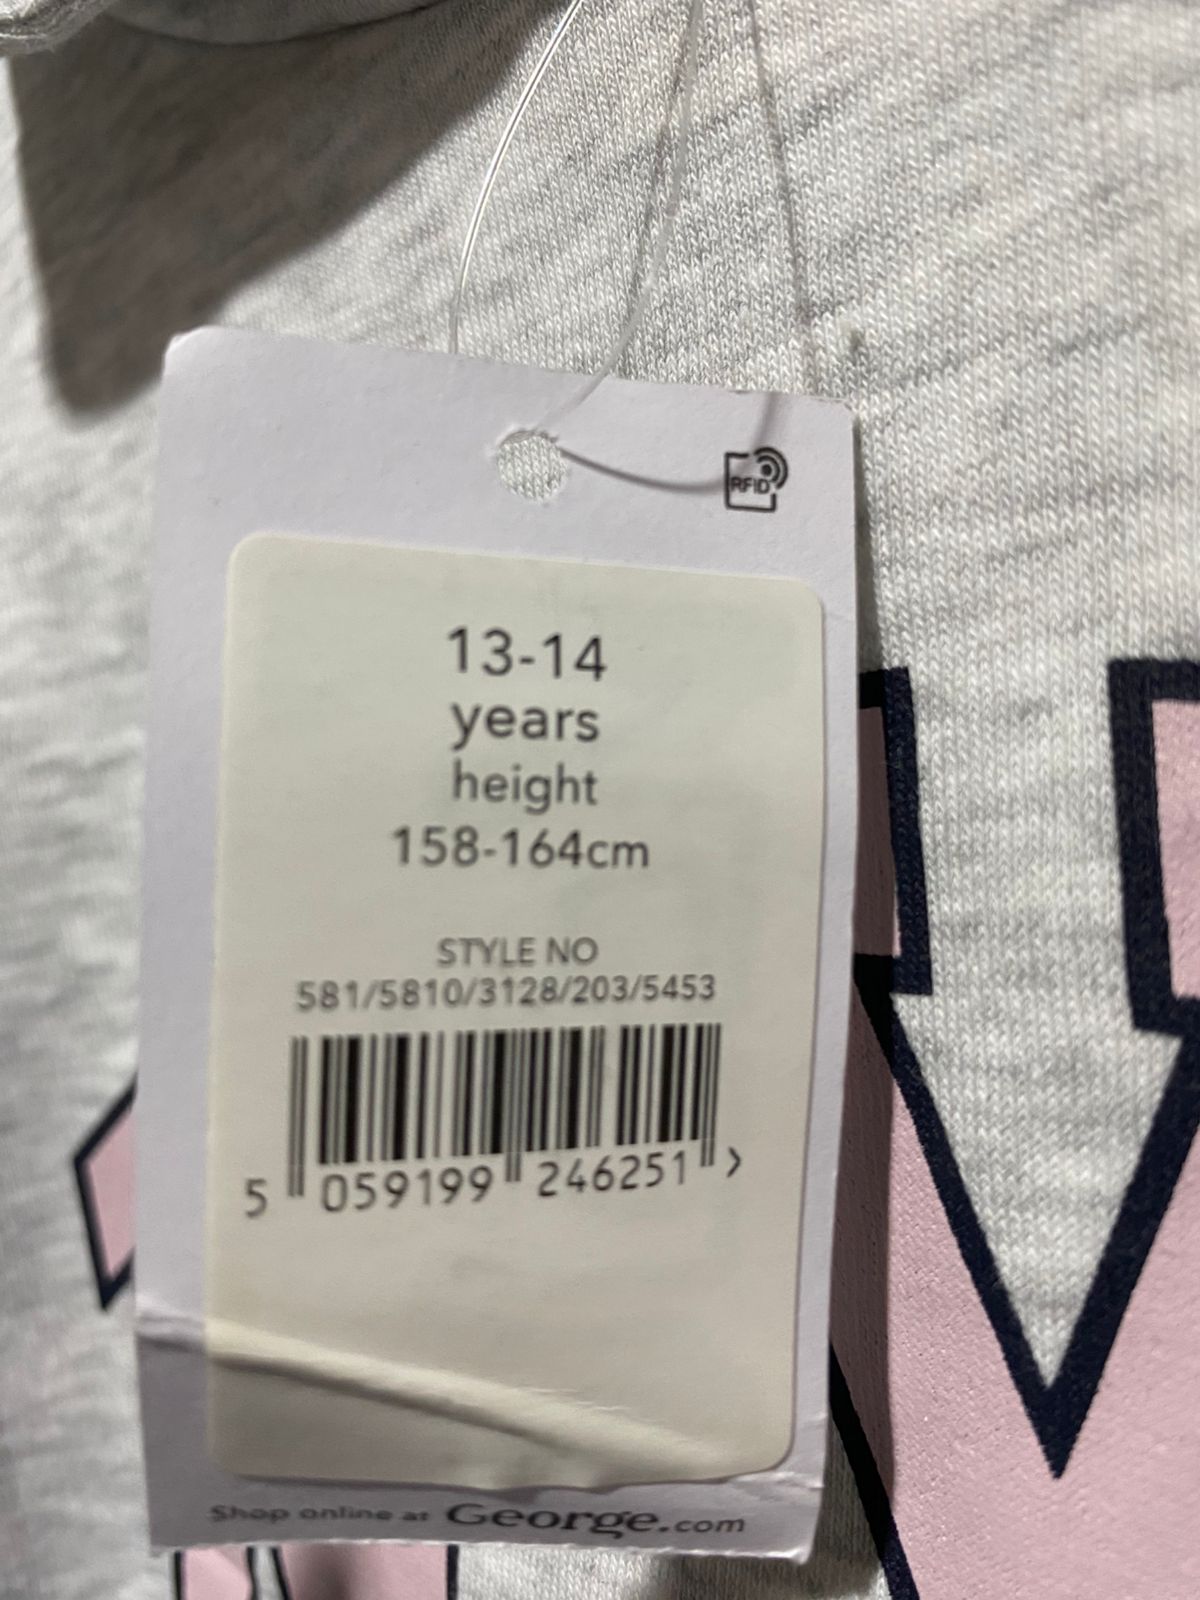 RFID
13-14
years
height
158-164cm
STYLE NO
581/5810/3128/203/5453
5 059199 246251 >
Shop online at George.com